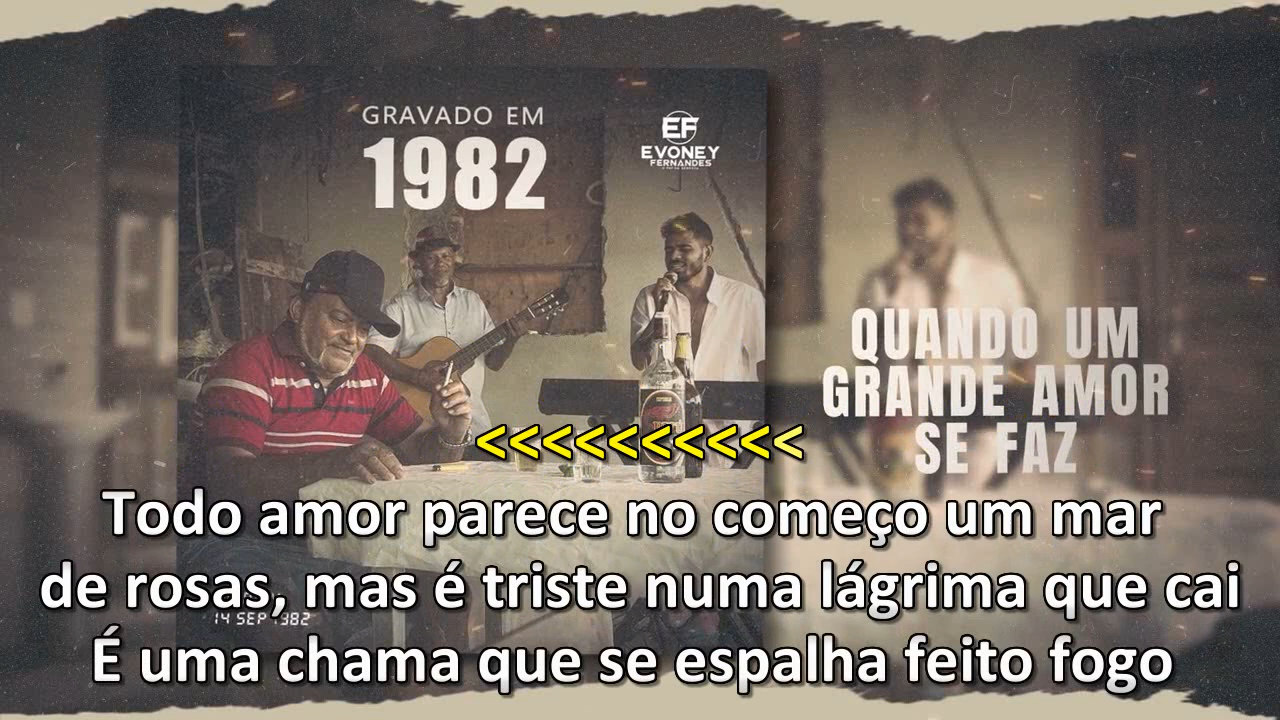 GRAVADO EM
1982
EF
EVONEY
FERNANDES
QUANDO UM
GRANDE AMOR
SE FAZ
<<<<<<<<<<
Todo amor parece no começo um mar
de rosas, mas é triste numa lágrima que cai
14 SEP 1982
É uma chama que se espalha feito fogo